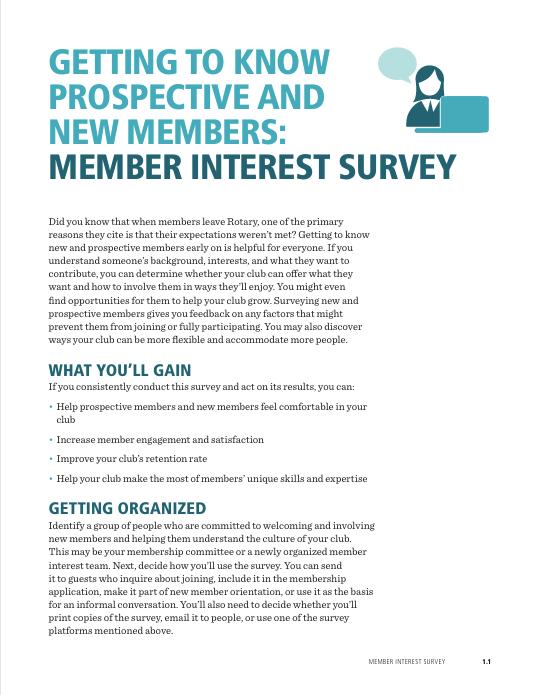 GETTING TO KNOW
PROSPECTIVE AND
NEW MEMBERS:
MEMBER INTEREST SURVEY
Did you know that when members leave Rotary, one of the primary
reasons they cite is that their expectations weren’t met? Getting to know
new and prospective members early on is helpful for everyone. If you
understand someone’s background, interests, and what they want to
contribute, you can determine whether your club can offer what they
want and how to involve them in ways they’ll enjoy. You might even
find opportunities for them to help your club grow. Surveying new and
prospective members gives you feedback on any factors that might
prevent them from joining or fully participating. You may also discover
ways your club can be more flexible and accommodate more people.
WHAT YOU’LL GAIN
If you consistently conduct this survey and act on its results, you can:
• Help prospective members and new members feel comfortable in your
club
• Increase member engagement and satisfaction
• Improve your club’s retention rate
• Help your club make the most of members’ unique skills and expertise
GETTING ORGANIZED
Identify a group of people who are committed to welcoming and involving
new members and helping them understand the culture of your club.
This may be your membership committee or a newly organized member
interest team. Next, decide how you’ll use the survey. You can send
it to guests who inquire about joining, include it in the membership
application, make it part of new member orientation, or use it as the basis
for an informal conversation. You’ll also need to decide whether you’ll
print copies of the survey, email it to people, or use one of the survey
platforms mentioned above.
MEMBER INTEREST SURVEY 1.1